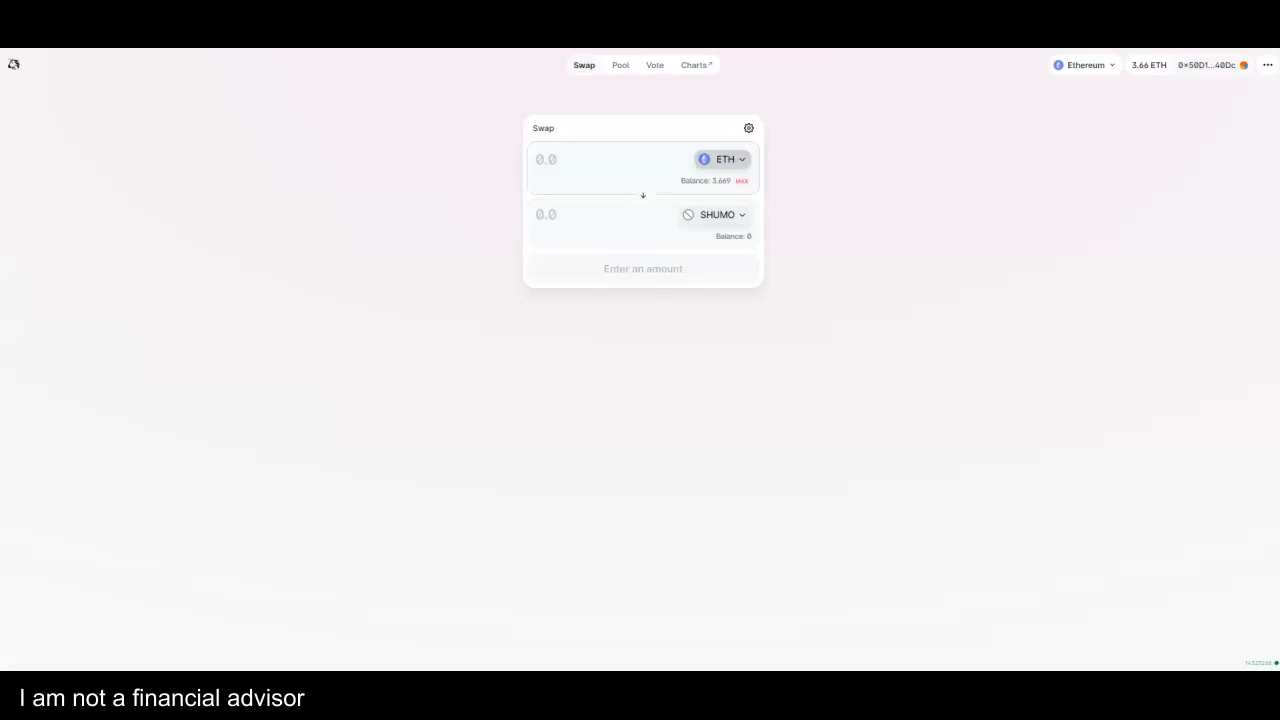 Swap
Pool
Vote
Charts↗
Ethereum
3.66 ETH
0x50D1...40Dc
Swap
0.0
ETH
Balance: 3.669 MAX
0.0
SHUMO
Balance: 0
Enter an amount
I am not a financial advisor